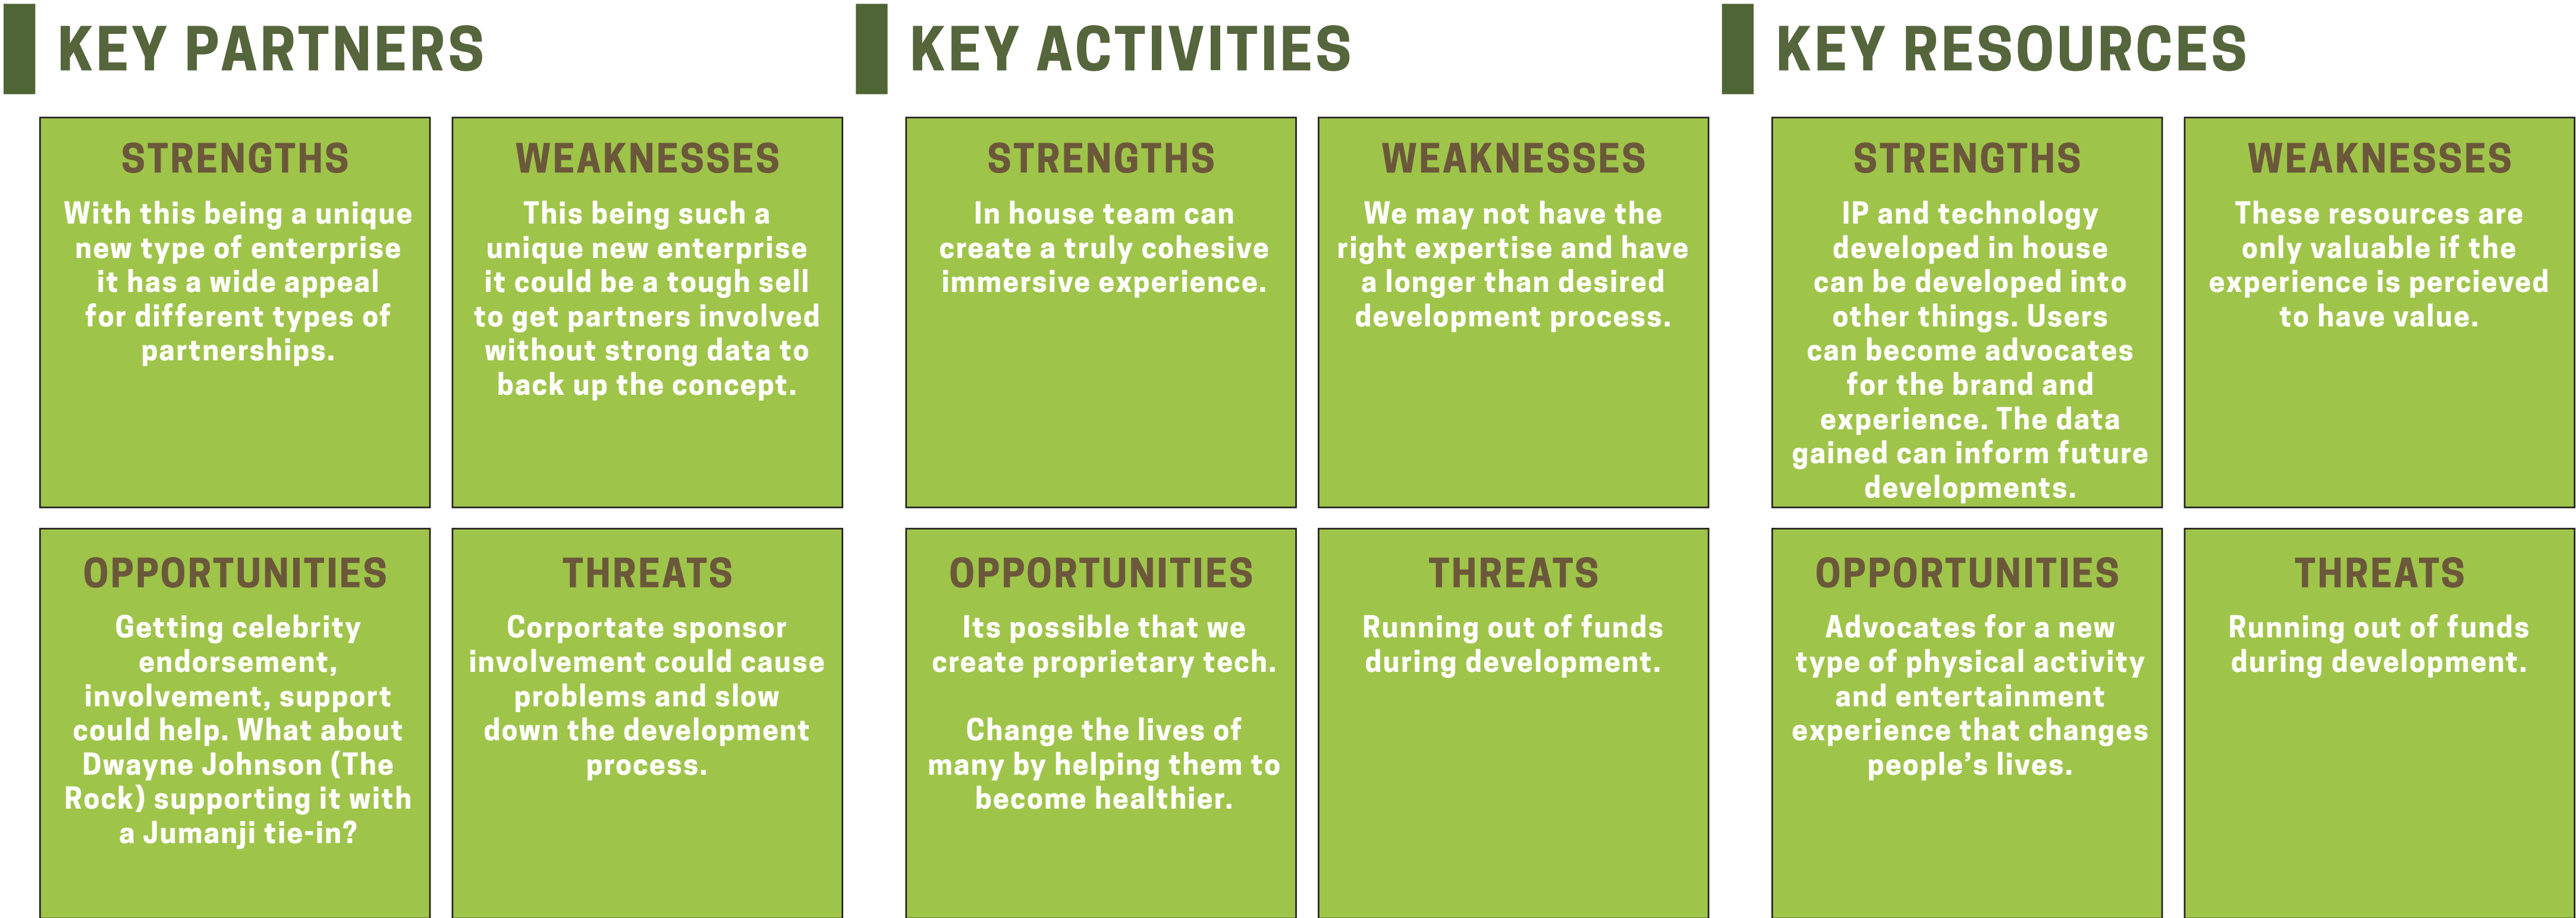 KEY PARTNERS
STRENGTHS
With this being a unique
new type of enterprise
it has a wide appeal
for different types of
partnerships.
WEAKNESSES
This being such a
unique new enterprise
it could be a tough sell
to get partners involved
without strong data to
back up the concept.
OPPORTUNITIES
Getting celebrity
endorsement,
involvement, support
could help. What about
Dwayne Johnson (The
Rock) supporting it with
a Jumanji tie-in?
THREATS
Corportate sponsor
involvement could cause
problems and slow
down the development
process.
KEY ACTIVITIES
STRENGTHS
In house team can
create a truly cohesive
immersive experience.
WEAKNESSES
We may not have the
right expertise and have
a longer than desired
development process.
OPPORTUNITIES
Its possible that we
create proprietary tech.
Change the lives of
many by helping them to
become healthier.
THREATS
Running out of funds
during development.
KEY RESOURCES
STRENGTHS
IP and technology
developed in house
can be developed into
other things. Users
can become advocates
for the brand and
experience. The data
gained can inform future
developments.
WEAKNESSES
These resources are
only valuable if the
experience is percieved
to have value.
OPPORTUNITIES
Advocates for a new
type of physical activity
and entertainment
experience that changes
people’s lives.
THREATS
Running out of funds
during development.